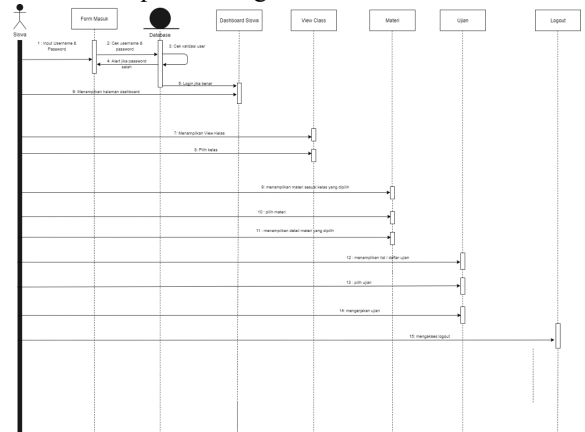 Siswa
Form Masuk
Database
Dashboard Siswa
View Class
Materi
Ujian
Logout
1 : Input Username &
Password
2: Cek username &
password
3: Cek validasi user
4: Alert jika password
salah
5: Login jika benar
6: Menampilkan halaman dashboard
7: Menampilkan View Kelas
8: Pilih kelas
9: menampilkan materi sesuai kelas yang dipilih
10 : pilih materi
11 : menampilkan detail materi yang dipilih
12 : menampilkan list / daftar ujian
13 : pilih ujian
14: mengerjakan ujian
15: mengakses logout